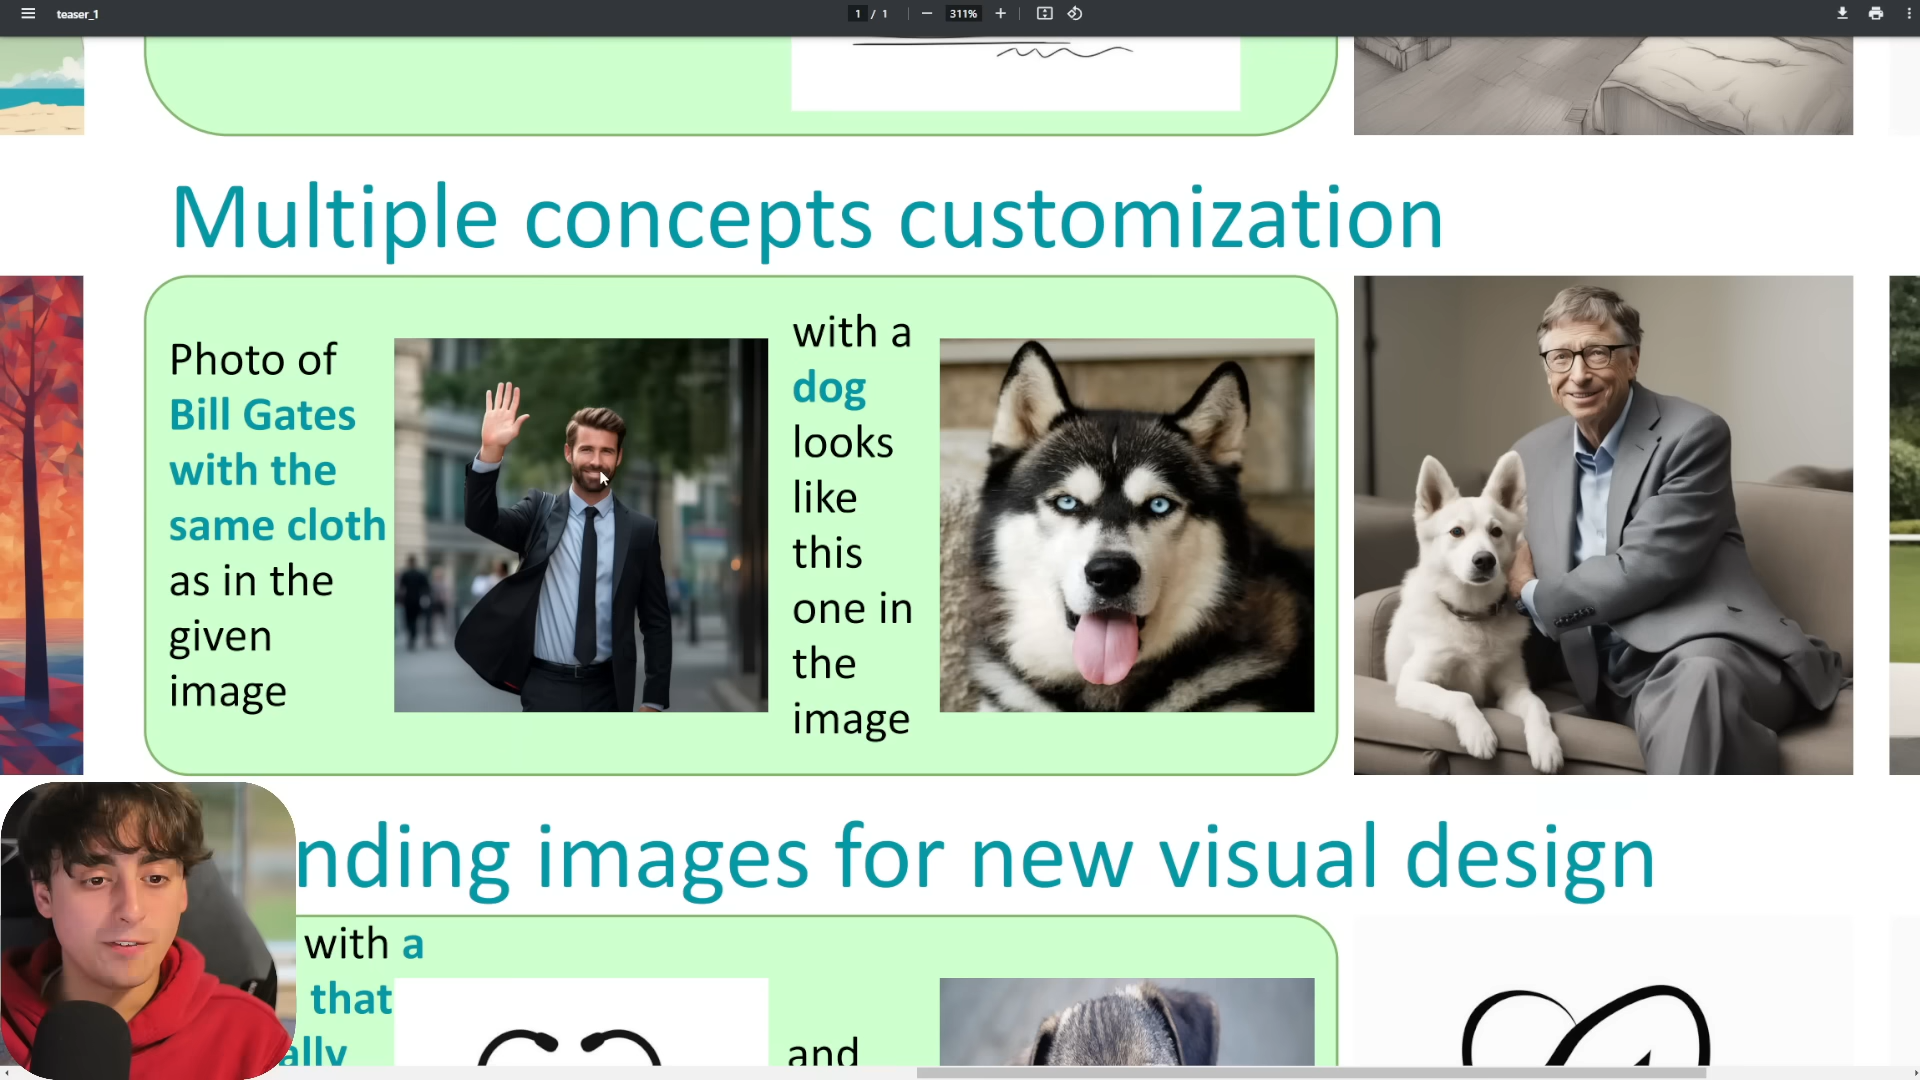 teaser_1
1 / 1
311%
Multiple concepts customization
Photo of
Bill Gates
with the
same cloth
as in the
given
image
with a
dog
looks
like
this
one in
the
image
nding images for new visual design
with a
that
ally
and